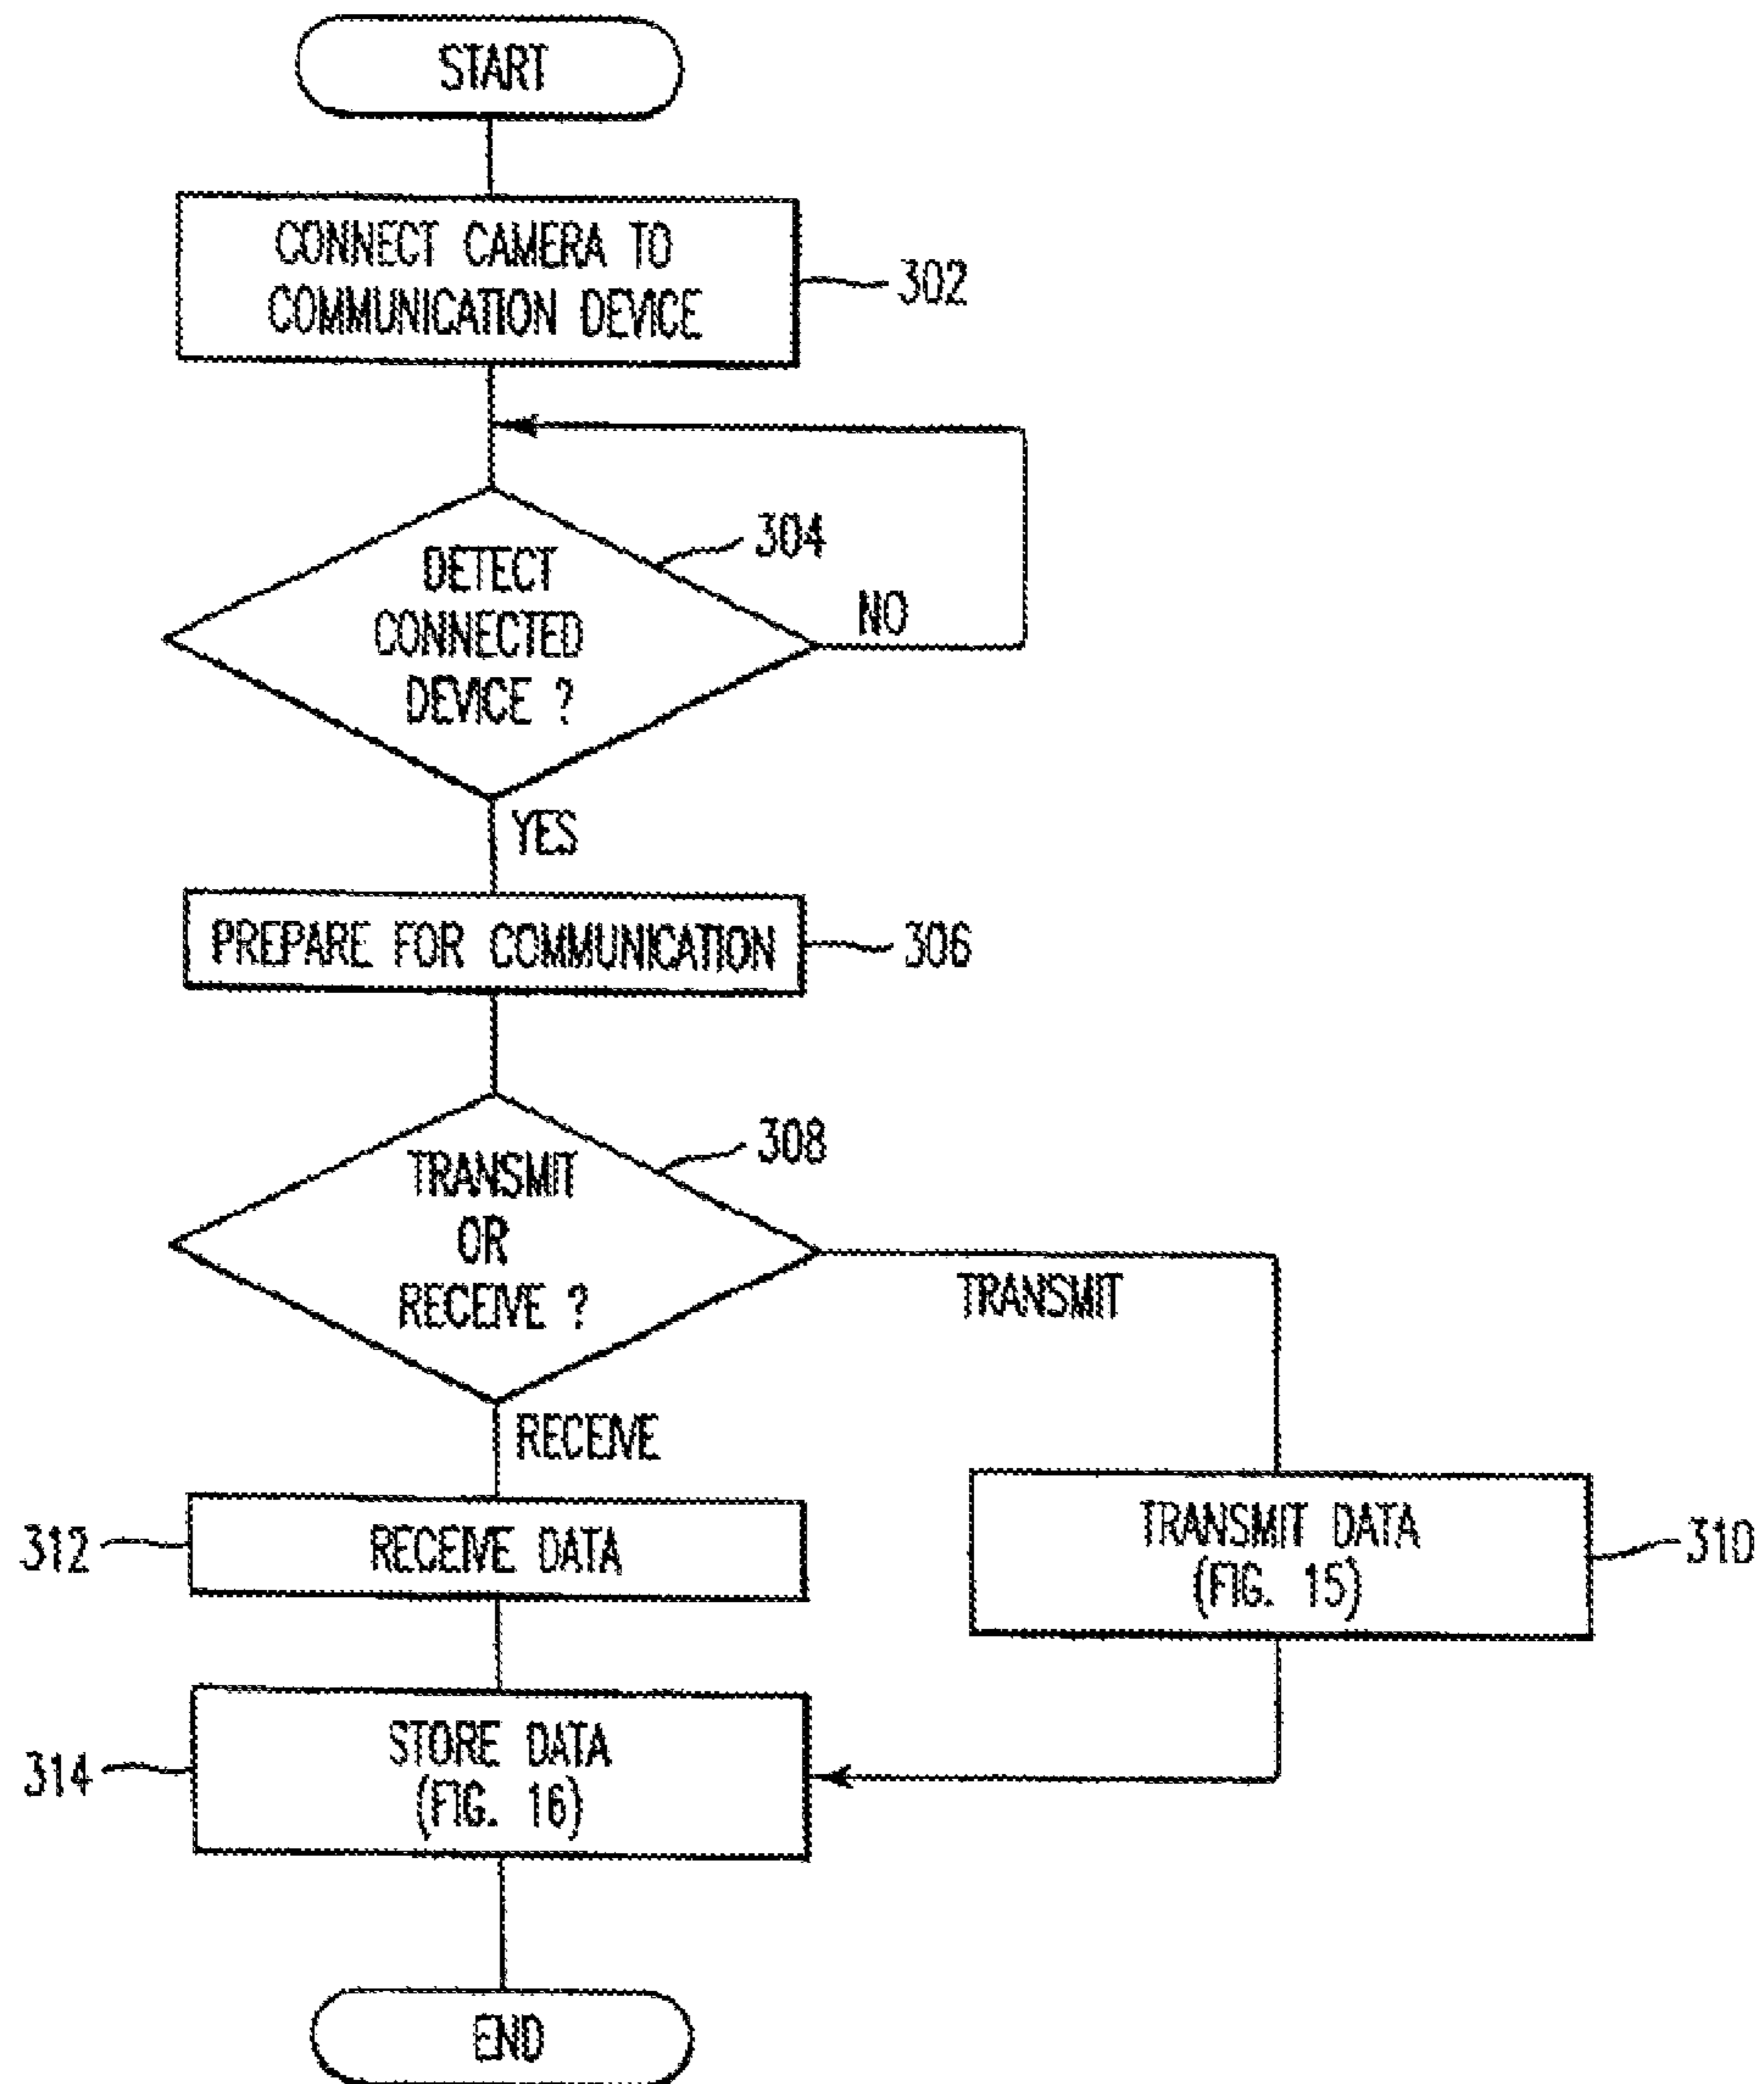 START
CONNECT CAMERA TO
COMMUNICATION DEVICE
302
304
DETECT
CONNECTED
DEVICE ?
NO
YES
PREPARE FOR COMMUNICATION
306
308
TRANSMIT
OR
RECEIVE ?
TRANSMIT
RECEIVE
312
RECEIVE DATA
TRANSMIT DATA
(FIG. 15)
310
314
STORE DATA
(FIG. 16)
END